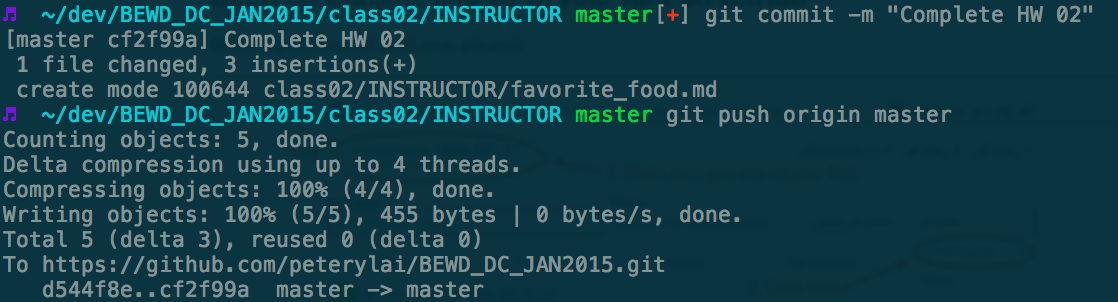 ♬ ~/dev/BEWD_DC_JAN2015/class02/INSTRUCTOR master[+] git commit -m "Complete HW 02"
[master cf2f99a] Complete HW 02
 1 file changed, 3 insertions(+)
 create mode 100644 class02/INSTRUCTOR/favorite_food.md
♬ ~/dev/BEWD_DC_JAN2015/class02/INSTRUCTOR master git push origin master
Counting objects: 5, done.
Delta compression using up to 4 threads.
Compressing objects: 100% (4/4), done.
Writing objects: 100% (5/5), 455 bytes | 0 bytes/s, done.
Total 5 (delta 3), reused 0 (delta 0)
To https://github.com/peterylai/BEWD_DC_JAN2015.git
   d544f8e..cf2f99a  master -> master